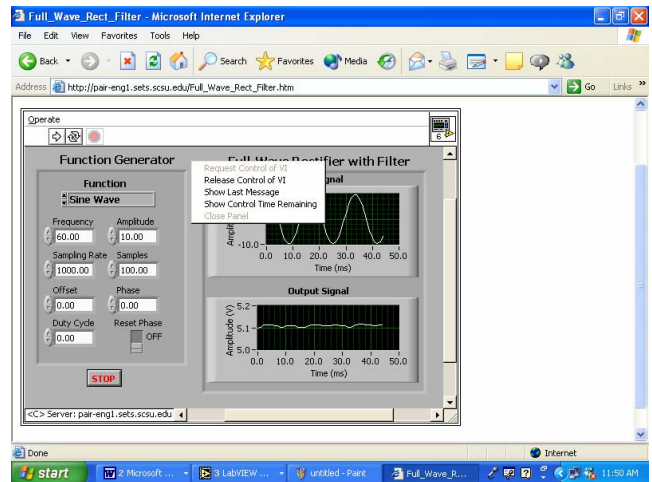 Full_Wave_Rect_Filter - Microsoft Internet Explorer
File Edit View Favorites Tools Help
Back Search Favorites Media
Address http://pair-eng1.sets.scsu.edu/Full_Wave_Rect_Filter.htm Go Links »
Operate
6
Function Generator
Full Wave Rectifier with Filter
Request Control of VI
Release Control of VI
Show Last Message
Show Control Time Remaining
Close Panel
Function
Sine Wave
Frequency Amplitude
60.00 10.00
Sampling Rate Samples
1000.00 100.00
Offset Phase
0.00 0.00
Duty Cycle Reset Phase
0.00 OFF
STOP
-10.0
0.0 10.0 20.0 30.0 40.0 50.0
Time (ms)
Output Signal
Amplitude (V)
5.2
5.1
5.0
0.0 10.0 20.0 30.0 40.0 50.0
Time (ms)
<C> Server: pair-eng1.sets.scsu.edu
Done Internet
start 2 Microsoft ... 3 LabVIEW ... untitled - Paint Full_Wave_R... 11:50 AM